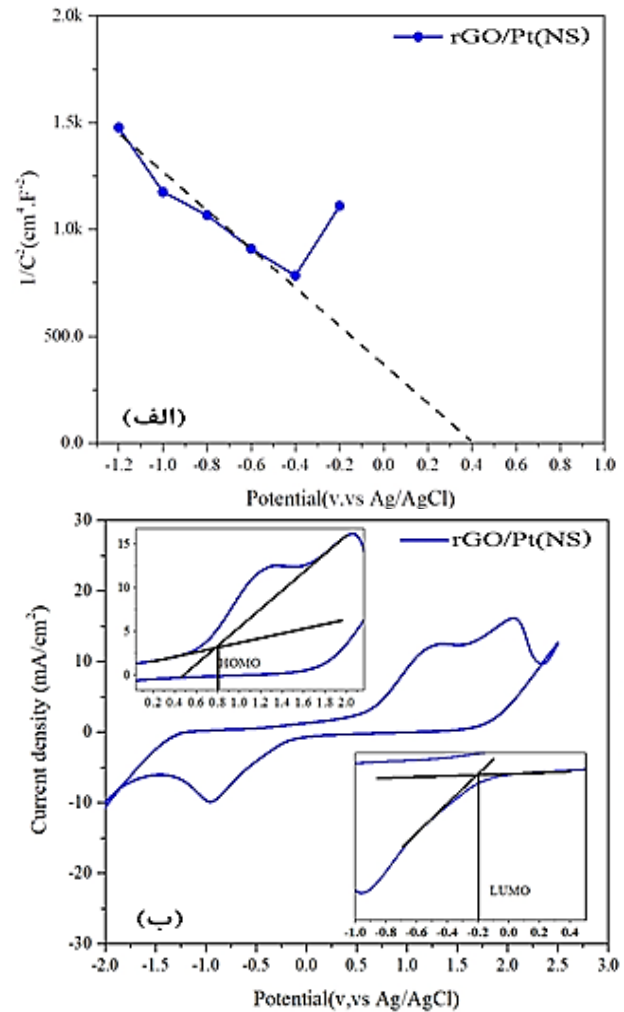 rGO/Pt(NS)
2.0k
1.5k
1.0k
500.0
0.0
1/C²(cm⁴.F⁻²)
(الف)
-1.2 -1.0 -0.8 -0.6 -0.4 -0.2 0.0 0.2 0.4 0.6 0.8 1.0
Potential(v,vs Ag/AgCl)
rGO/Pt(NS)
30
20
10
0
-10
-20
-30
Current density (mA/cm²)
15
10
5
0
HOMO
0.2 0.4 0.6 0.8 1.0 1.2 1.4 1.6 1.8 2.0
LUMO
-1.0 -0.8 -0.6 -0.4 -0.2 0.0 0.2 0.4
(ب)
-2.0 -1.5 -1.0 -0.5 0.0 0.5 1.0 1.5 2.0 2.5 3.0
Potential(v,vs Ag/AgCl)